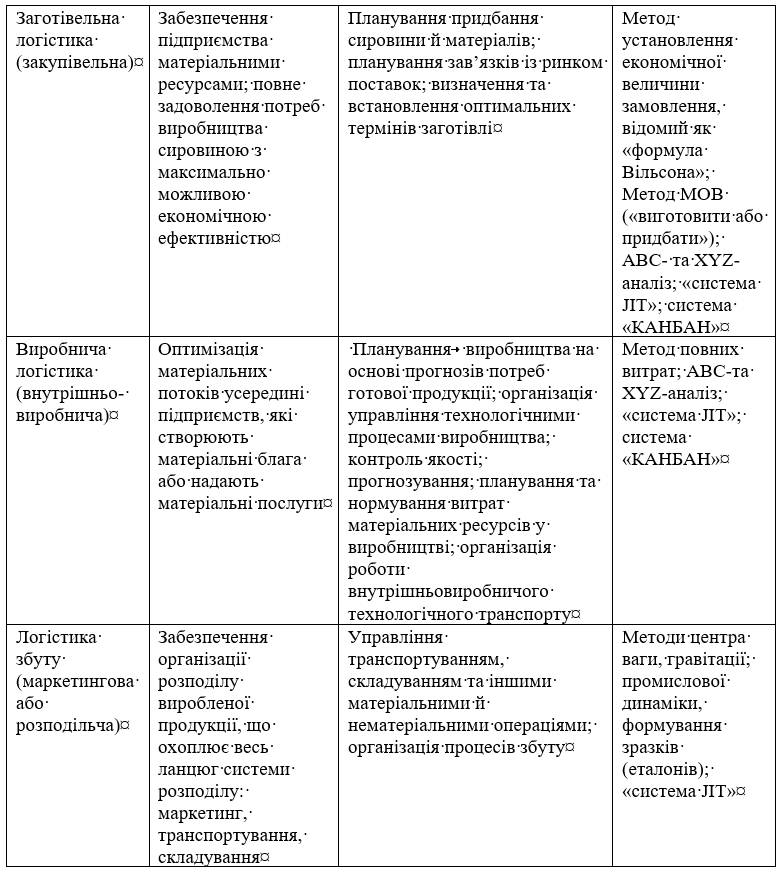 Заготівельна
логістика
(закупівельна)¤
Забезпечення
підприємства
матеріальними
ресурсами; повне
задоволення потреб
виробництва
сировиною з
максимально
можливою
економічною
ефективністю¤
Планування придбання
сировини й матеріалів;
планування зав’язків із ринком
поставок; визначення та
встановлення оптимальних
термінів заготівлі¤
Метод
установлення
економічної
величини
замовлення,
відомий як
«формула
Вільсона»;
Метод МОВ
(«виготовити або
придбати»);
АВС- та XYZ-
аналіз; «система
ЛТ»; система
«КАНБАН»¤
Виробнича
логістика
(внутрішньо-
виробнича)¤
Оптимізація
матеріальних
потоків усередині
підприємств, які
створюють
матеріальні блага
або надають
матеріальні послуги¤
Планування→ виробництва на
основі прогнозів потреб
готової продукції; організація
управління технологічними
процесами виробництва;
контроль якості;
прогнозування; планування та
нормування витрат
матеріальних ресурсів у
виробництві; організація
роботи
внутрішньовиробничого
технологічного транспорту¤
Метод повних
витрат; АВС-та
XYZ-аналіз;
«система ЛТ»;
система
«КАНБАН»¤
Логістика
збуту
(маркетингова
або
розподільча)¤
Забезпечення
організації
розподілу
виробленої
продукції, що
охоплює весь
ланцюг системи
розподілу:
маркетинг,
транспортування,
складування¤
Управління
транспортуванням,
складуванням та іншими
матеріальними й
нематеріальними операціями;
організація процесів збуту¤
Методи центра
ваги, травітації;
промислової
динаміки,
формування
зразків
(еталонів);
«система ЛТ»¤